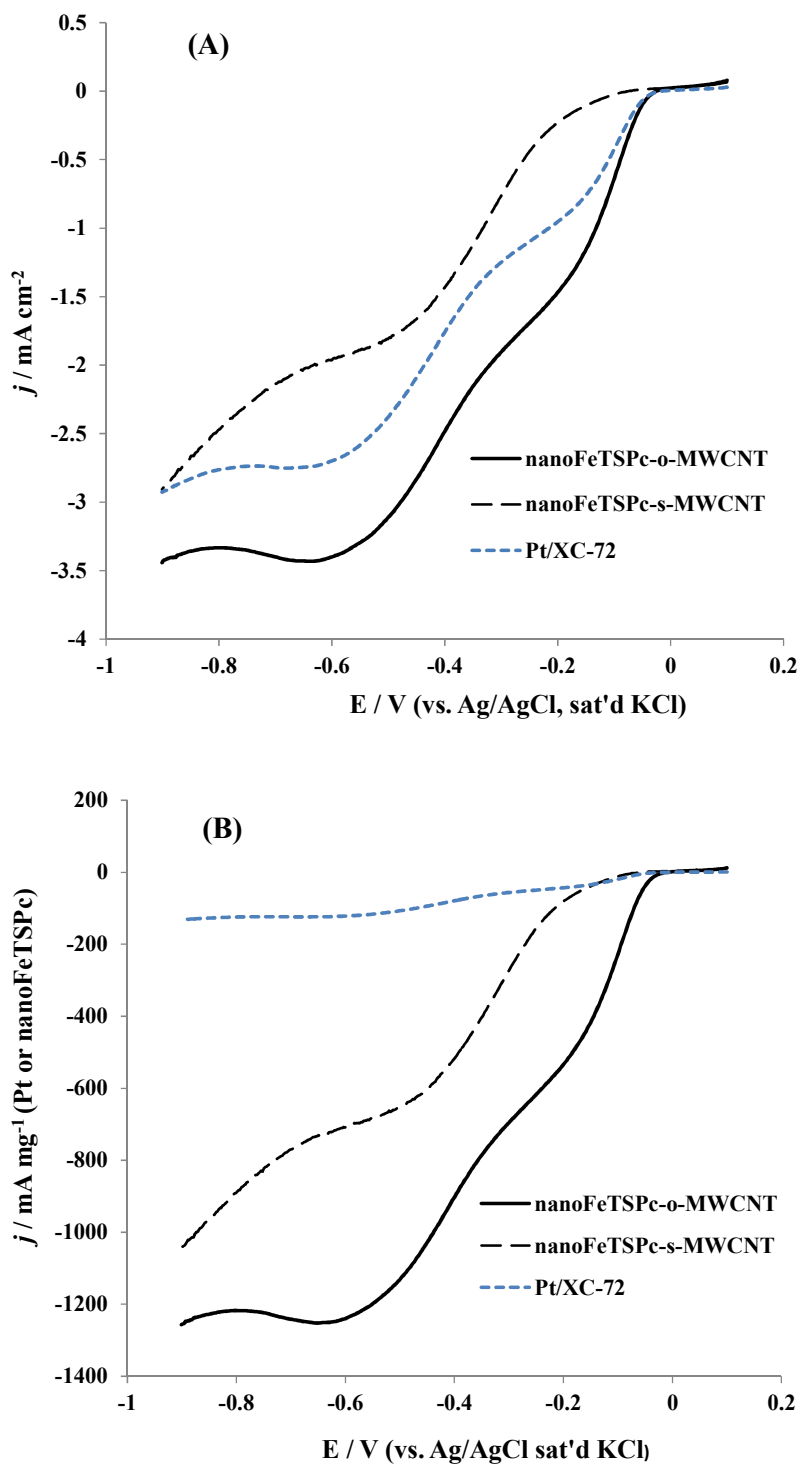 (A)
0.5
0
-0.5
-1
-1.5
-2
-2.5
-3
-3.5
-4
j / mA cm-2
nanoFeTSPc-o-MWCNT
nanoFeTSPc-s-MWCNT
Pt/XC-72
-1
-0.8
-0.6
-0.4
-0.2
0
0.2
E / V (vs. Ag/AgCl, sat'd KCl)
(B)
200
0
-200
-400
-600
-800
-1000
-1200
-1400
j / mA mg-1 (Pt or nanoFeTSPc)
nanoFeTSPc-o-MWCNT
nanoFeTSPc-s-MWCNT
Pt/XC-72
-1
-0.8
-0.6
-0.4
-0.2
0
0.2
E / V (vs. Ag/AgCl sat'd KCl)